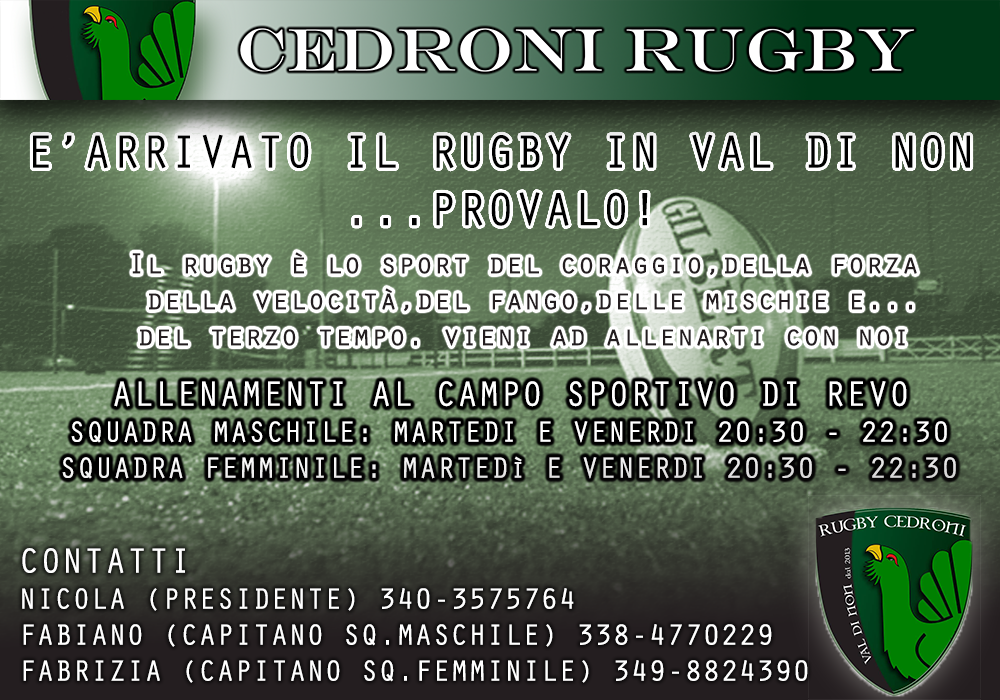 CEDRONI RUGBY
E'ARRIVATO IL RUGBY IN VAL DI NON
...PROVALO!
IL RUGBY È LO SPORT DEL CORAGGIO,DELLA FORZA
DELLA VELOCITÀ,DEL FANGO,DELLE MISCHIE E...
DEL TERZO TEMPO. VIENI AD ALLENARTI CON NOI
GILBERT
ALLENAMENTI AL CAMPO SPORTIVO DI REVO
SQUADRA MASCHILE: MARTEDI E VENERDI 20:30 - 22:30
SQUADRA FEMMINILE: MARTEDì E VENERDI 20:30 - 22:30
CONTATTI
NICOLA (PRESIDENTE) 340-3575764
FABIANO (CAPITANO SQ.MASCHILE) 338-4770229
FABRIZIA (CAPITANO SQ.FEMMINILE) 349-8824390
RUGBY CEDRONI
VAL DI NON dal 2013